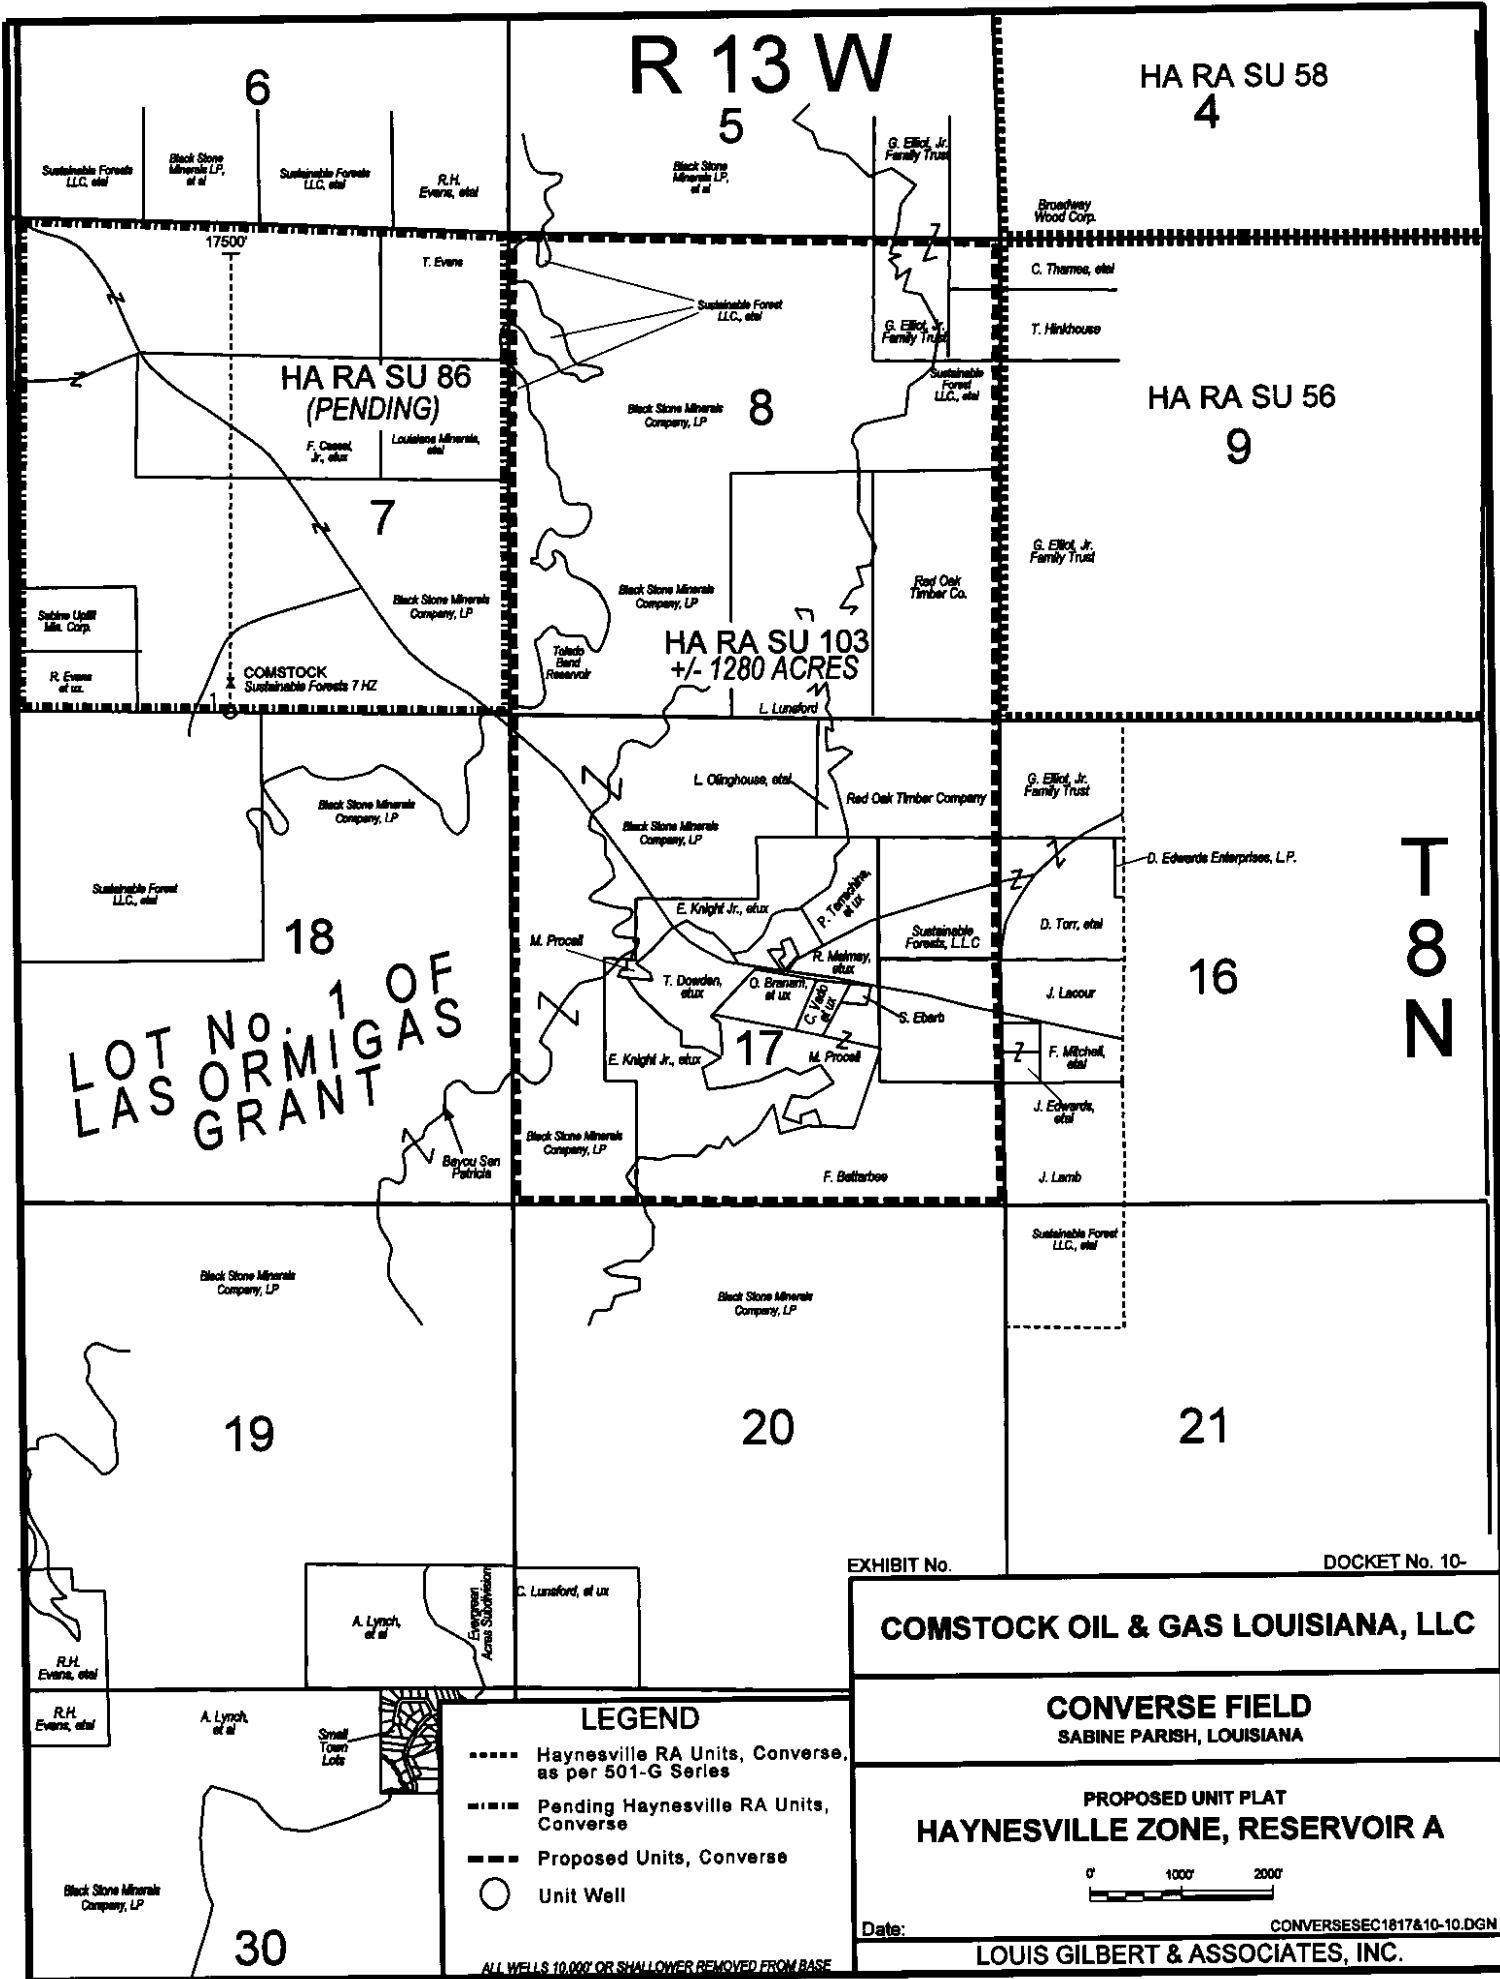 R 13 W
6
5
HA RA SU 58
4
Sustainable Forests
LLC, etal
Black Stone
Minerals LP,
et al
Sustainable Forests
LLC, etal
R.H.
Evans, etal
Black Stone
Minerals LP,
et al
G. Elliot, Jr.
Family Trust
Broadway
Wood Corp.
17500'
T. Evans
Sustainable Forest
LLC., etal
G. Elliot, Jr.
Family Trust
C. Thames, etal
T. Hinkhouse
HA RA SU 86
(PENDING)
F. Cassel,
Jr., etux
Louisiana Minerals,
etal
7
Black Stone Minerals
Company, LP
8
Sustainable
Forest
LLC., etal
HA RA SU 56
9
G. Elliot, Jr.
Family Trust
Sabine Uplift
Mis. Corp.
R. Evans
et ux.
Black Stone Minerals
Company, LP
COMSTOCK
Sustainable Forests 7 HZ
1
Toledo
Bend
Reservoir
Black Stone Minerals
Company, LP
Red Oak
Timber Co.
HA RA SU 103
+/- 1280 ACRES
L. Lunsford
Black Stone Minerals
Company, LP
Sustainable Forest
LLC., etal
18
L. Olinghouse, etal
Red Oak Timber Company
Black Stone Minerals
Company, LP
G. Elliot, Jr.
Family Trust
D. Edwards Enterprises, L.P.
T
8
N
E. Knight Jr., etux
P. Terrachine,
et ux
M. Procell
R. Malmay,
etux
Sustainable
Forests, L.L.C
D. Torr, etal
T. Dowden,
etux
O. Branam,
et ux
C. Vado
et ux
S. Ebarb
J. Lacour
16
LOT No. 1 OF
LAS ORMIGAS
GRANT
E. Knight Jr., etux
17
M. Procell
F. Mitchell,
etal
J. Edwards,
etal
Bayou San
Patricia
Black Stone Minerals
Company, LP
F. Bettarbee
J. Lamb
Sustainable Forest
LLC., etal
Black Stone Minerals
Company, LP
Black Stone Minerals
Company, LP
19
20
21
A. Lynch,
et al
Evergreen
Acres Subdivision
C. Lunsford, et ux
R.H.
Evans, etal
R.H.
Evans, etal
A. Lynch,
et al
Small
Town
Lots
Black Stone Minerals
Company, LP
30
LEGEND
Haynesville RA Units, Converse,
as per 501-G Series
Pending Haynesville RA Units,
Converse
Proposed Units, Converse
Unit Well
ALL WELLS 10,000' OR SHALLOWER REMOVED FROM BASE
EXHIBIT No.
DOCKET No. 10-
COMSTOCK OIL & GAS LOUISIANA, LLC
CONVERSE FIELD
SABINE PARISH, LOUISIANA
PROPOSED UNIT PLAT
HAYNESVILLE ZONE, RESERVOIR A
0' 1000' 2000'
Date:
CONVERSESEC1817&10-10.DGN
LOUIS GILBERT & ASSOCIATES, INC.